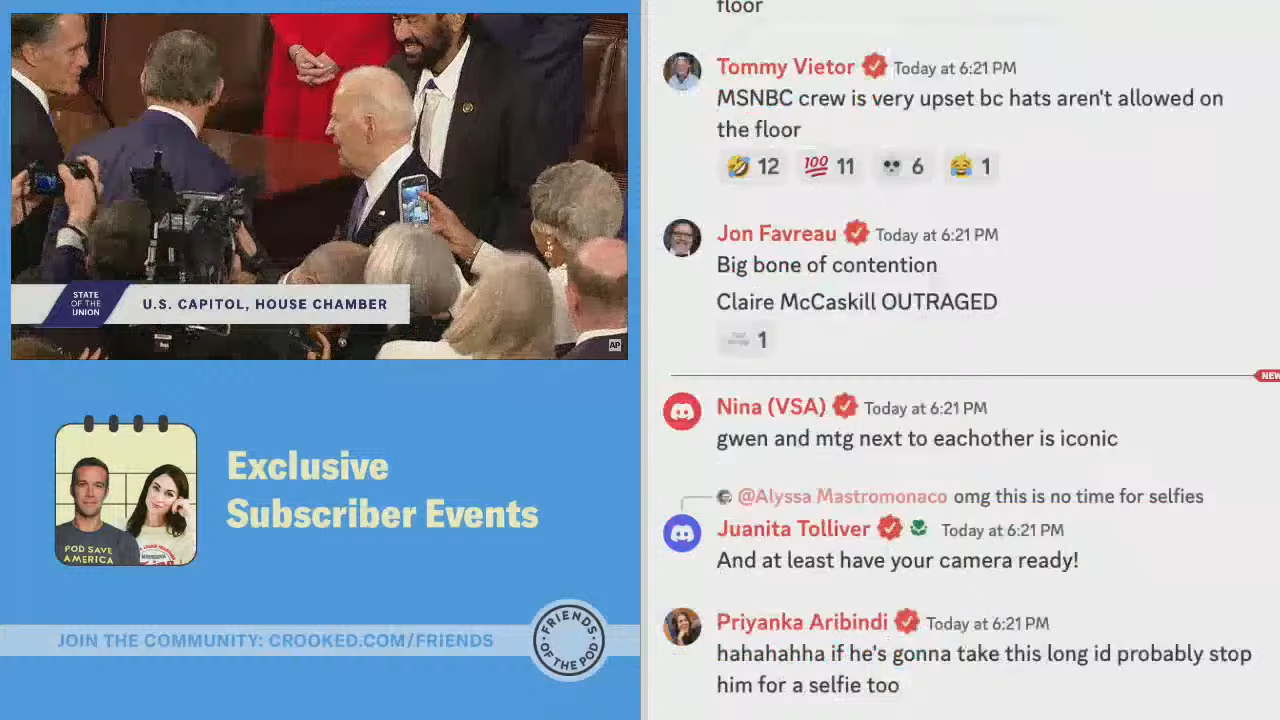 STATE
OF THE
UNION
U.S. CAPITOL, HOUSE CHAMBER
AP
Exclusive
Subscriber Events
POD SAVE
AMERICA
JOIN THE COMMUNITY: CROOKED.COM/FRIENDS
FRIENDS
OF THE POD
floor
Tommy Vietor Today at 6:21 PM
MSNBC crew is very upset bc hats aren't allowed on
the floor
12 100 11 6 1
Jon Favreau Today at 6:21 PM
Big bone of contention
Claire McCaskill OUTRAGED
1
NEW
Nina (VSA) Today at 6:21 PM
gwen and mtg next to eachother is iconic
@Alyssa Mastromonaco omg this is no time for selfies
Juanita Tolliver Today at 6:21 PM
And at least have your camera ready!
Priyanka Aribindi Today at 6:21 PM
hahahahha if he's gonna take this long id probably stop
him for a selfie too